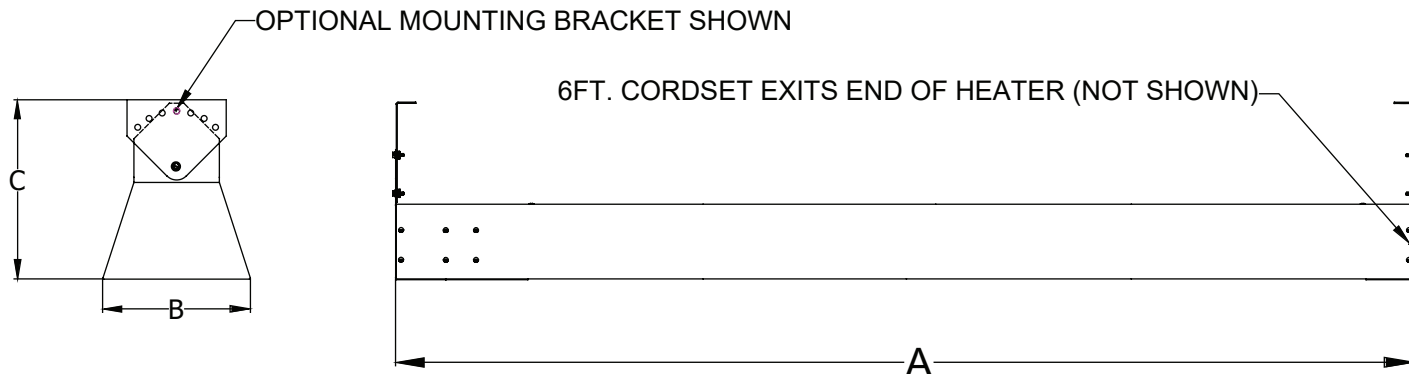 OPTIONAL MOUNTING BRACKET SHOWN
6FT. CORDSET EXITS END OF HEATER (NOT SHOWN)
C
B
A